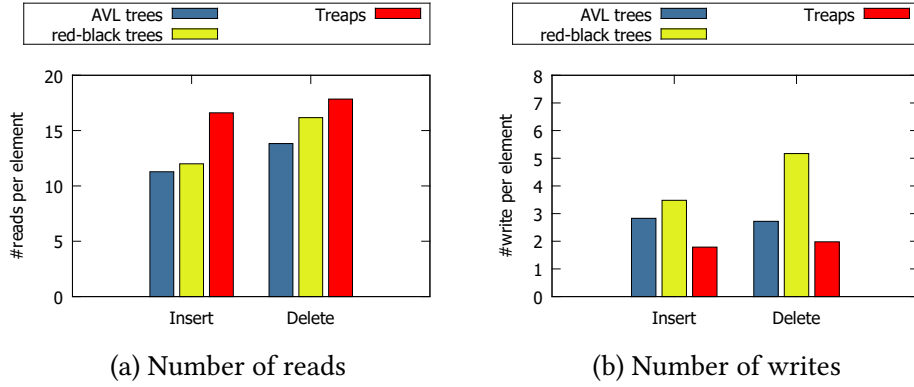 AVL trees
red-black trees
Treaps
#reads per element
20
15
10
5
0
Insert Delete
(a) Number of reads
AVL trees
red-black trees
Treaps
#write per element
8
7
6
5
4
3
2
1
0
Insert Delete
(b) Number of writes